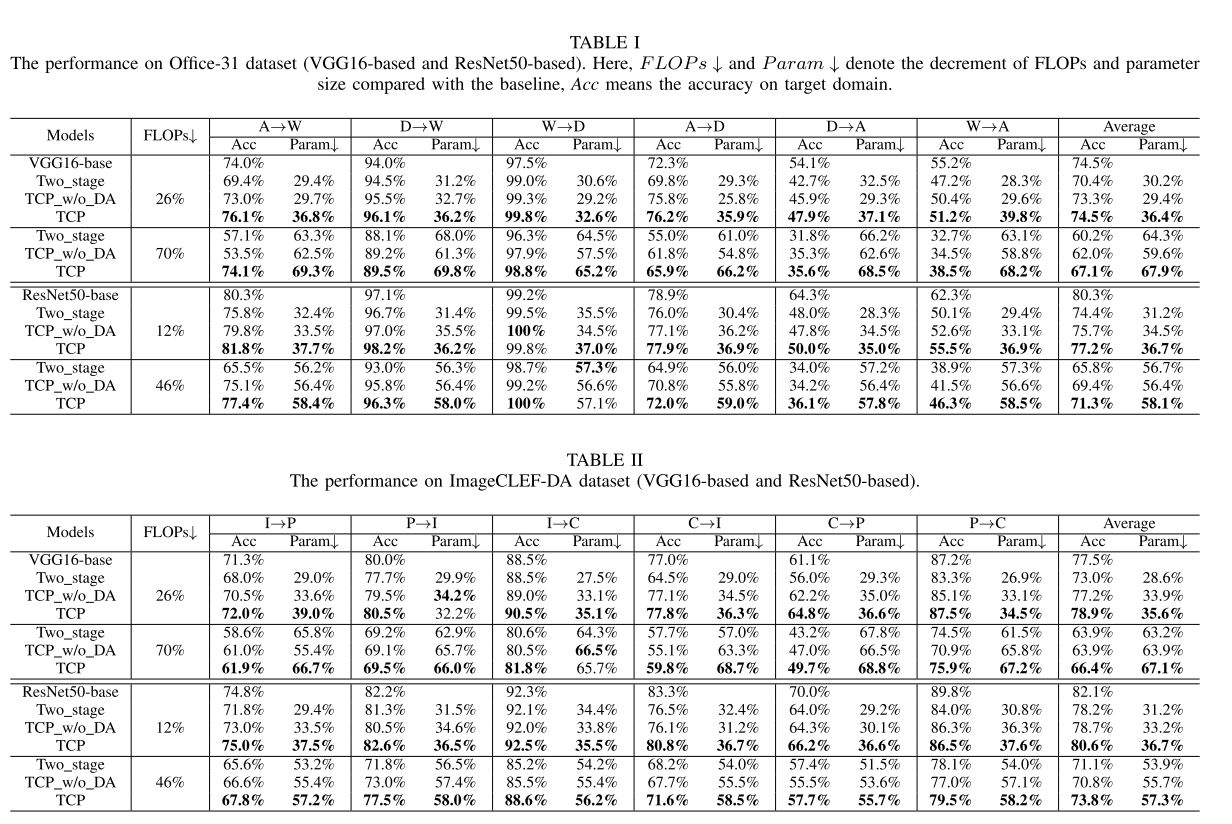 TABLE I
The performance on Office-31 dataset (VGG16-based and ResNet50-based). Here, FLOPs ↓ and Param ↓ denote the decrement of FLOPs and parameter
size compared with the baseline, Acc means the accuracy on target domain.
Models FLOPs↓ A→W D→W W→D A→D D→A W→A Average
Acc Param↓ Acc Param↓ Acc Param↓ Acc Param↓ Acc Param↓ Acc Param↓ Acc Param↓
VGG16-base 74.0% 94.0% 97.5% 72.3% 54.1% 55.2% 74.5%
Two_stage 69.4% 29.4% 94.5% 31.2% 99.0% 30.6% 69.8% 29.3% 42.7% 32.5% 47.2% 28.3% 70.4% 30.2%
TCP_w/o_DA 26% 73.0% 29.7% 95.5% 32.7% 99.3% 29.2% 75.8% 25.8% 45.9% 29.3% 50.4% 29.6% 73.3% 29.4%
TCP 76.1% 36.8% 96.1% 36.2% 99.8% 32.6% 76.2% 35.9% 47.9% 37.1% 51.2% 39.8% 74.5% 36.4%
Two_stage 57.1% 63.3% 88.1% 68.0% 96.3% 64.5% 55.0% 61.0% 31.8% 66.2% 32.7% 63.1% 60.2% 64.3%
TCP_w/o_DA 70% 53.5% 62.5% 89.2% 61.3% 97.9% 57.5% 61.8% 54.8% 35.3% 62.6% 34.5% 58.8% 62.0% 59.6%
TCP 74.1% 69.3% 89.5% 69.8% 98.8% 65.2% 65.9% 66.2% 35.6% 68.5% 38.5% 68.2% 67.1% 67.9%
ResNet50-base 80.3% 97.1% 99.2% 78.9% 64.3% 62.3% 80.3%
Two_stage 75.8% 32.4% 96.7% 31.4% 99.5% 35.5% 76.0% 30.4% 48.0% 28.3% 50.1% 29.4% 74.4% 31.2%
TCP_w/o_DA 12% 79.8% 33.5% 97.0% 35.5% 100% 34.5% 77.1% 36.2% 47.8% 34.5% 52.6% 33.1% 75.7% 34.5%
TCP 81.8% 37.7% 98.2% 36.2% 99.8% 37.0% 77.9% 36.9% 50.0% 35.0% 55.5% 36.9% 77.2% 36.7%
Two_stage 65.5% 56.2% 93.0% 56.3% 98.7% 57.3% 64.9% 56.0% 34.0% 57.2% 38.9% 57.3% 65.8% 56.7%
TCP_w/o_DA 46% 75.1% 56.4% 95.8% 56.4% 99.2% 56.6% 70.8% 55.8% 34.2% 56.4% 41.5% 56.6% 69.4% 56.4%
TCP 77.4% 58.4% 96.3% 58.0% 100% 57.1% 72.0% 59.0% 36.1% 57.8% 46.3% 58.5% 71.3% 58.1%
TABLE II
The performance on ImageCLEF-DA dataset (VGG16-based and ResNet50-based).
Models FLOPs↓ I→P P→I I→C C→I C→P P→C Average
Acc Param↓ Acc Param↓ Acc Param↓ Acc Param↓ Acc Param↓ Acc Param↓ Acc Param↓
VGG16-base 71.3% 80.0% 88.5% 77.0% 61.1% 87.2% 77.5%
Two_stage 68.0% 29.0% 77.7% 29.9% 88.5% 27.5% 64.5% 29.0% 56.0% 29.3% 83.3% 26.9% 73.0% 28.6%
TCP_w/o_DA 26% 70.5% 33.6% 79.5% 34.2% 89.0% 33.1% 77.1% 34.5% 62.2% 35.0% 85.1% 33.1% 77.2% 33.9%
TCP 72.0% 39.0% 80.5% 32.2% 90.5% 35.1% 77.8% 36.3% 64.8% 36.6% 87.5% 34.5% 78.9% 35.6%
Two_stage 58.6% 65.8% 69.2% 62.9% 80.6% 64.3% 57.7% 57.0% 43.2% 67.8% 74.5% 61.5% 63.9% 63.2%
TCP_w/o_DA 70% 61.0% 55.4% 69.1% 65.7% 80.5% 66.5% 55.1% 63.3% 47.0% 66.5% 70.9% 65.8% 63.9% 63.9%
TCP 61.9% 66.7% 69.5% 66.0% 81.8% 65.7% 59.8% 68.7% 49.7% 68.8% 75.9% 67.2% 66.4% 67.1%
ResNet50-base 74.8% 82.2% 92.3% 83.3% 70.0% 89.8% 82.1%
Two_stage 71.8% 29.4% 81.3% 31.5% 92.1% 34.4% 76.5% 32.4% 64.0% 29.2% 84.0% 30.8% 78.2% 31.2%
TCP_w/o_DA 12% 73.0% 33.5% 80.5% 34.6% 92.0% 33.8% 76.1% 31.2% 64.3% 30.1% 86.3% 36.3% 78.7% 33.2%
TCP 75.0% 37.5% 82.6% 36.5% 92.5% 35.5% 80.8% 36.7% 66.2% 36.6% 86.5% 37.6% 80.6% 36.7%
Two_stage 65.6% 53.2% 71.8% 56.5% 85.2% 54.2% 68.2% 54.0% 57.4% 51.5% 78.1% 54.0% 71.1% 53.9%
TCP_w/o_DA 46% 66.6% 55.4% 73.0% 57.4% 85.5% 55.4% 67.7% 55.5% 55.5% 53.6% 77.0% 57.1% 70.8% 55.7%
TCP 67.8% 57.2% 77.5% 58.0% 88.6% 56.2% 71.6% 58.5% 57.7% 55.7% 79.5% 58.2% 73.8% 57.3%